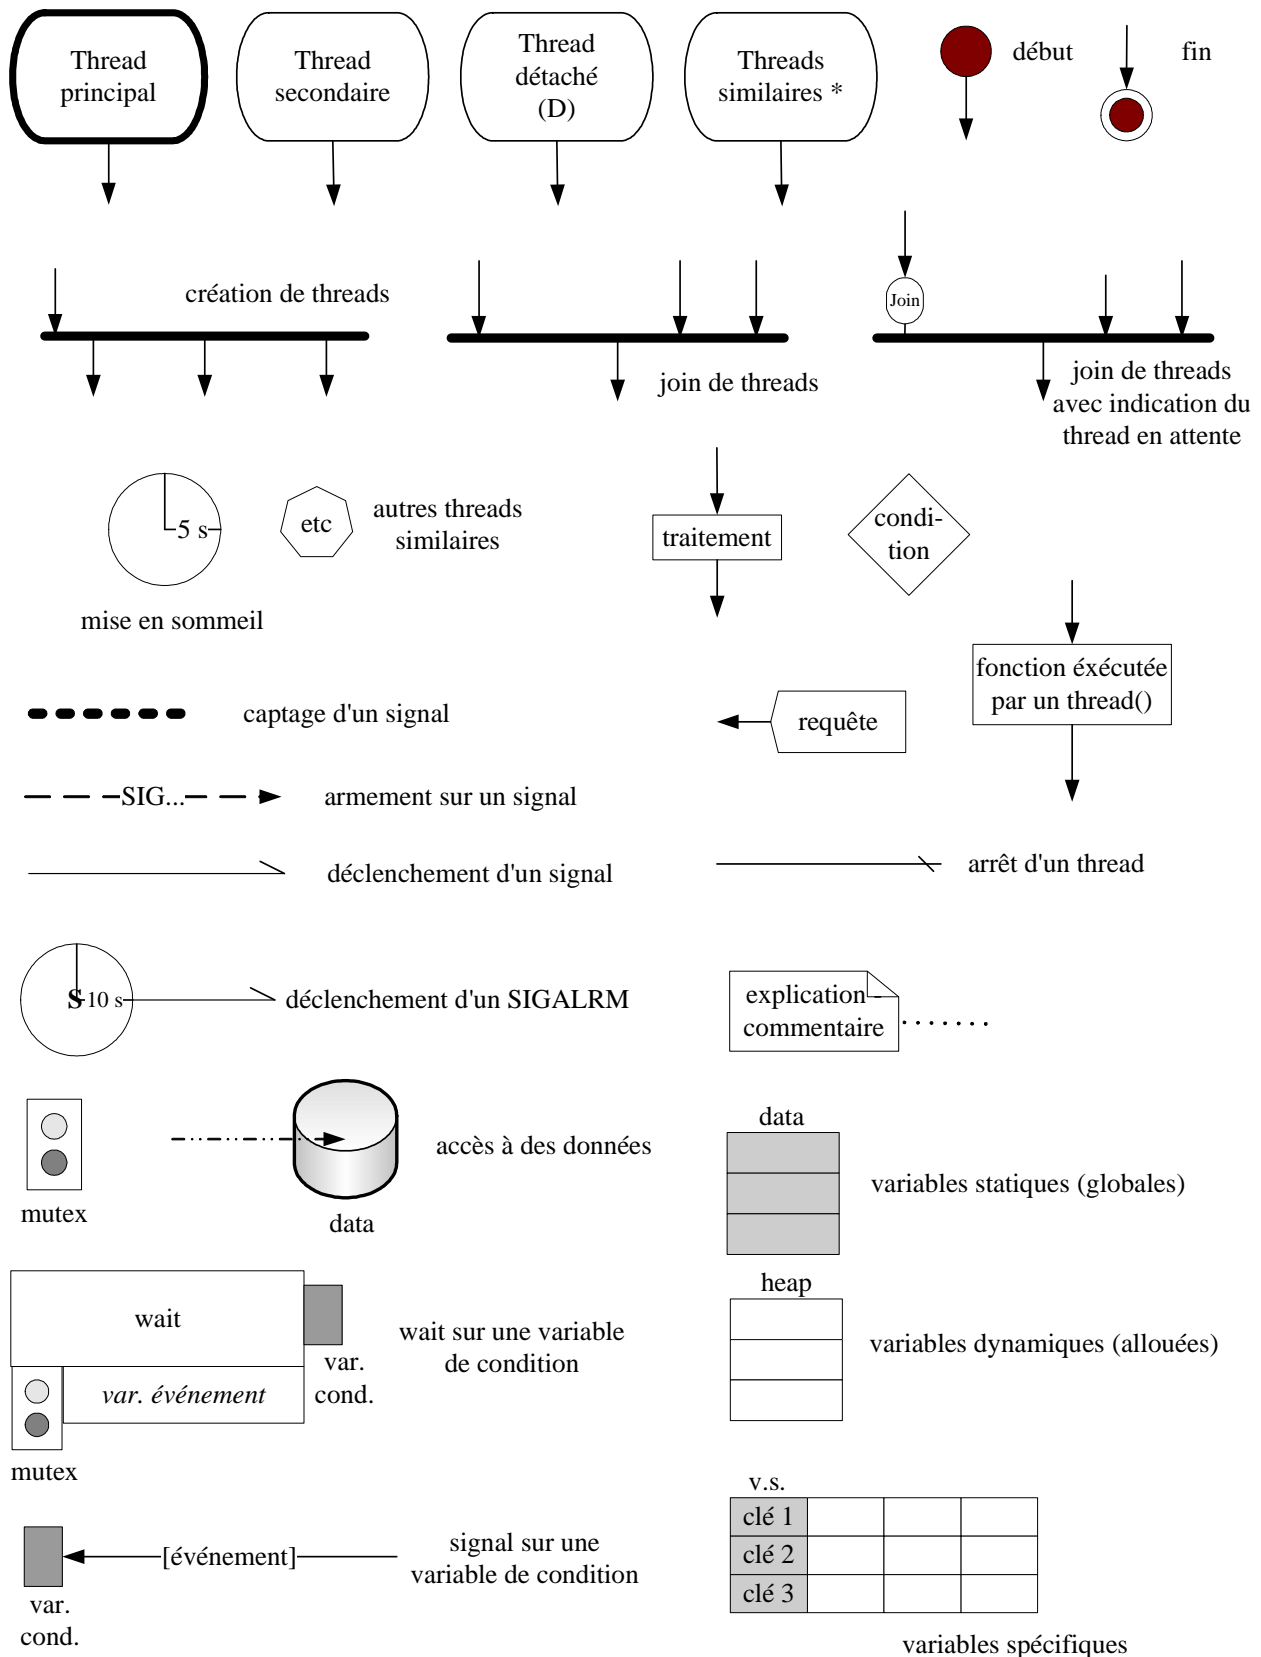 Thread
principal
Thread
secondaire
Thread
détaché
(D)
Threads
similaires *
début
fin
création de threads
join de threads
Join
join de threads
avec indication du
thread en attente
5 s
mise en sommeil
etc
autres threads
similaires
traitement
condi-
tion
fonction éxécutée
par un thread()
captage d'un signal
requête
SIG...
armement sur un signal
déclenchement d'un signal
arrêt d'un thread
S 10 s
déclenchement d'un SIGALRM
explication -
commentaire
mutex
data
accès à des données
data
variables statiques (globales)
wait
var. événement
var.
cond.
mutex
wait sur une variable
de condition
heap
variables dynamiques (allouées)
[événement]
var.
cond.
signal sur une
variable de condition
v.s.
clé 1
clé 2
clé 3
variables spécifiques